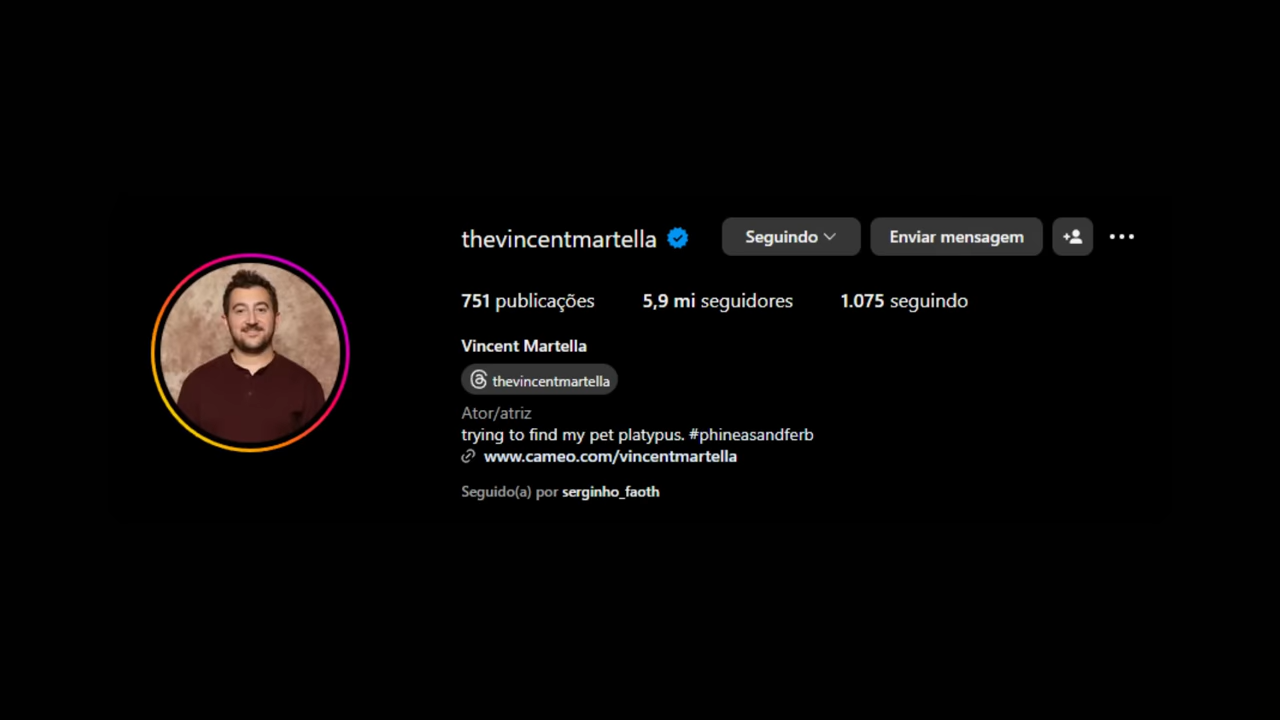 thevincentmartella Seguindo Enviar mensagem
751 publicações 5,9 mi seguidores 1.075 seguindo
Vincent Martella
thevincentmartella
Ator/atriz
trying to find my pet platypus. #phineasandferb
www.cameo.com/vincentmartella
Seguido(a) por serginho_faoth